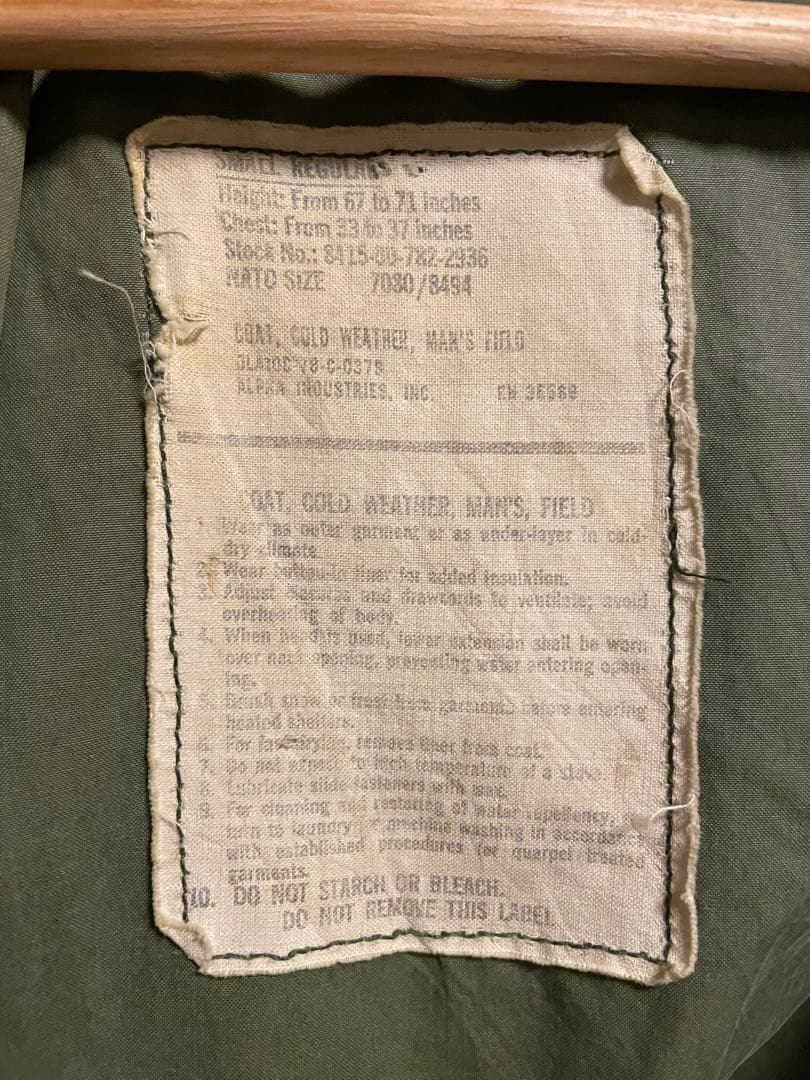 SMALL REGULAR
Height: From 67 to 71 inches
Chest: From 33 to 37 inches
Stock No.: 8415-00-782-2936
NATO SIZE 7080/8494
COAT, COLD WEATHER, MAN'S FIELD
ALPHA INDUSTRIES, INC.
COAT, COLD WEATHER, MAN'S, FIELD
1. Wear as outer garment or as under-layer in cold-
dry climate
2. Wear button-in liner for added insulation.
3. Adjust closures and drawcords to ventilate; avoid
overheating of body.
4. When hood is used, lower extension shall be worn
over neck opening, preventing water entering open-
ing.
5. Brush snow or frost from garments before entering
heated shelters.
6. For fast drying, remove liner from coat.
7. Do not expose to high temperature of a stove.
8. Lubricate slide fasteners with wax.
9. For cleaning and restoring of water repellency,
turn to laundry machine washing in accordance
with established procedures for quarpel treated
garments.
10. DO NOT STARCH OR BLEACH.
DO NOT REMOVE THIS LABEL